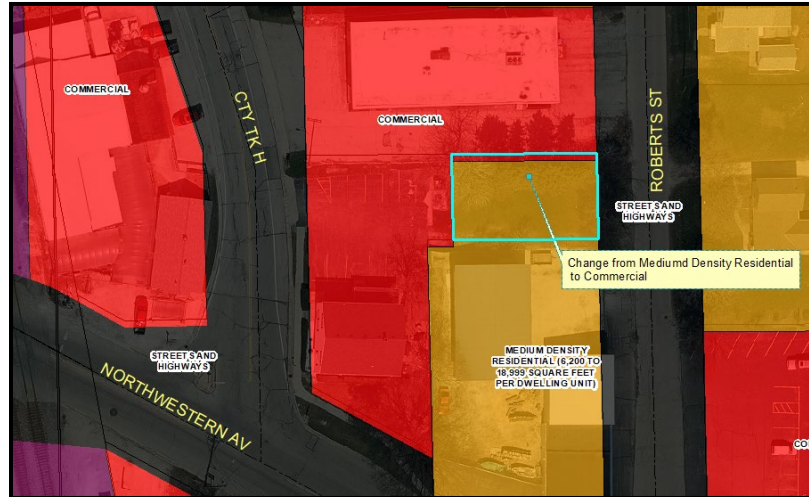 COMMERCIAL
CTY TK H
COMMERCIAL
ROBERTS ST
STREETS AND
HIGHWAYS
Change from Mediumd Density Residential
to Commercial
STREETS AND
HIGHWAYS
NORTHWESTERN AV
MEDIUM DENSITY
RESIDENTIAL (6,200 TO
18,999 SQUARE FEET
PER DWELLING UNIT)
CO